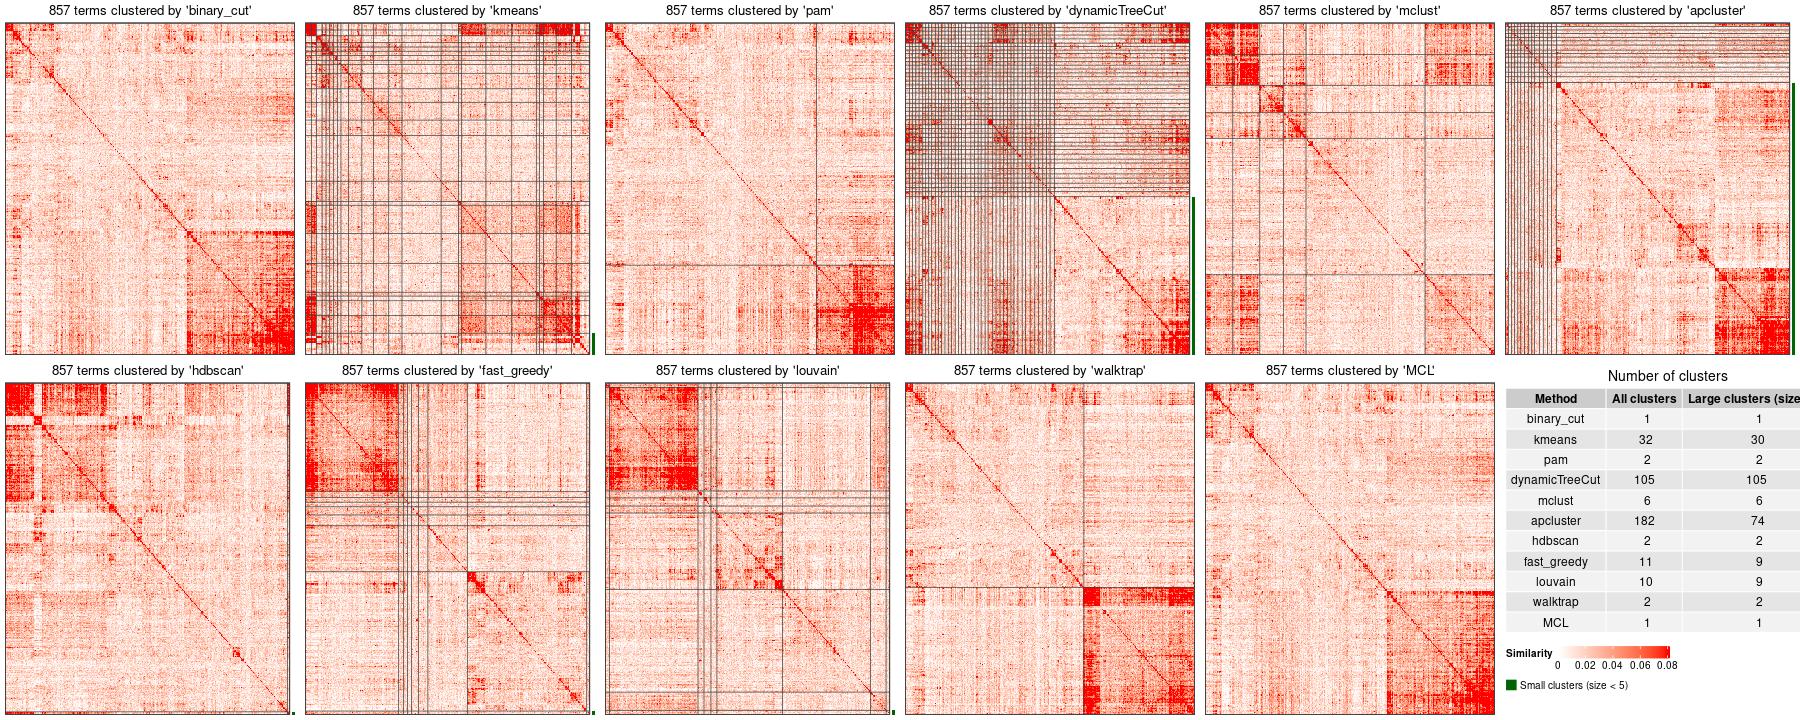 857 terms clustered by 'binary_cut'
857 terms clustered by 'kmeans'
857 terms clustered by 'pam'
857 terms clustered by 'dynamicTreeCut'
857 terms clustered by 'mclust'
857 terms clustered by 'apcluster'
857 terms clustered by 'hdbscan'
857 terms clustered by 'fast_greedy'
857 terms clustered by 'louvain'
857 terms clustered by 'walktrap'
857 terms clustered by 'MCL'
Number of clusters
Method All clusters Large clusters (size
binary_cut 1 1
kmeans 32 30
pam 2 2
dynamicTreeCut 105 105
mclust 6 6
apcluster 182 74
hdbscan 2 2
fast_greedy 11 9
louvain 10 9
walktrap 2 2
MCL 1 1
Similarity
0 0.02 0.04 0.06 0.08
Small clusters (size < 5)